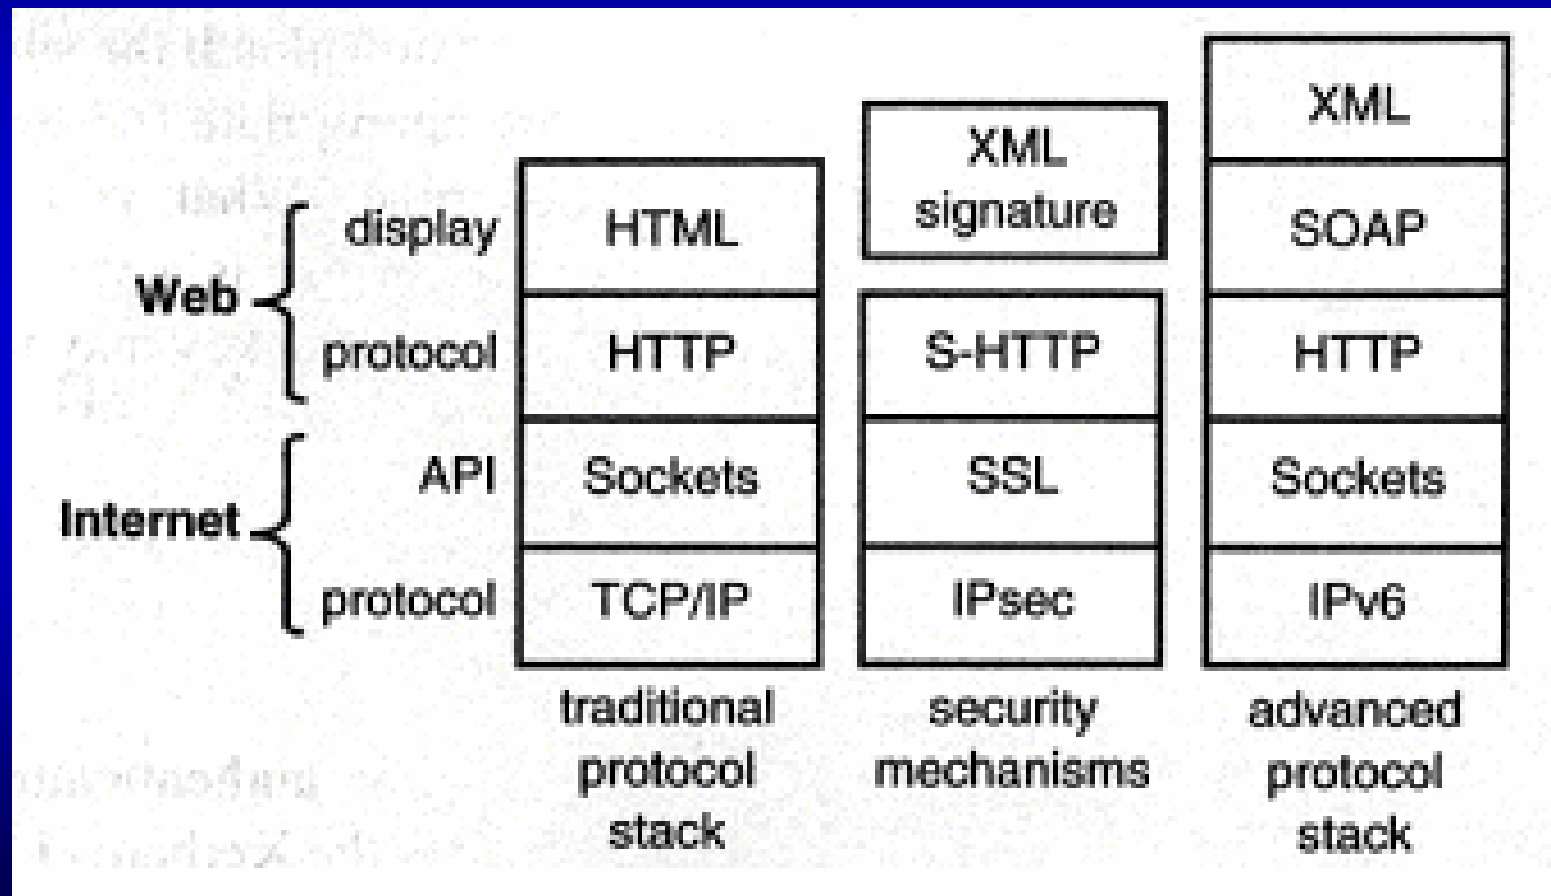 XML
XML
signature
display
HTML
SOAP
Web
protocol
HTTP
S-HTTP
HTTP
API
Sockets
SSL
Sockets
Internet
protocol
TCP/IP
IPsec
IPv6
traditional
protocol
stack
security
mechanisms
advanced
protocol
stack